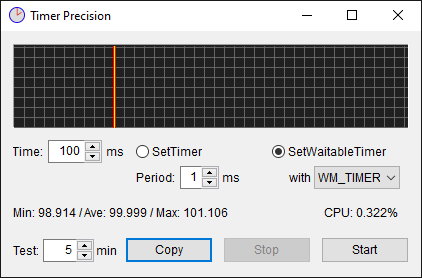 Timer Precision
Time: 100 ms SetTimer SetWaitableTimer
Period: 1 ms with WM_TIMER
Min: 98.914 / Ave: 99.999 / Max: 101.106 CPU: 0.322%
Test: 5 min Copy Stop Start